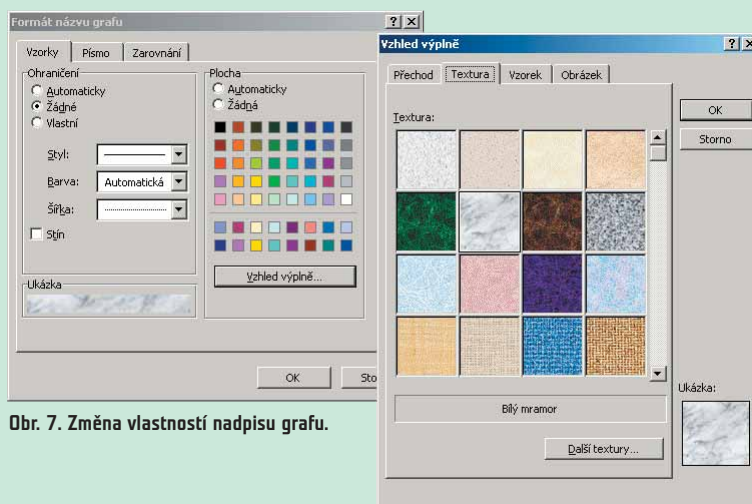 Formát názvu grafu
Vzorky Písmo Zarovnání
Ohraničení
Automaticky
Žádné
Vlastní
Styl:
Barva: Automatická
Šířka:
Stín
Ukázka
Plocha
Automaticky
Žádná
Vzhled výplně...
OK Sto
Obr. 7. Změna vlastností nadpisu grafu.
Vzhled výplně
Přechod Textura Vzorek Obrázek
Textura:
OK
Storno
Bílý mramor
Další textury...
Ukázka: